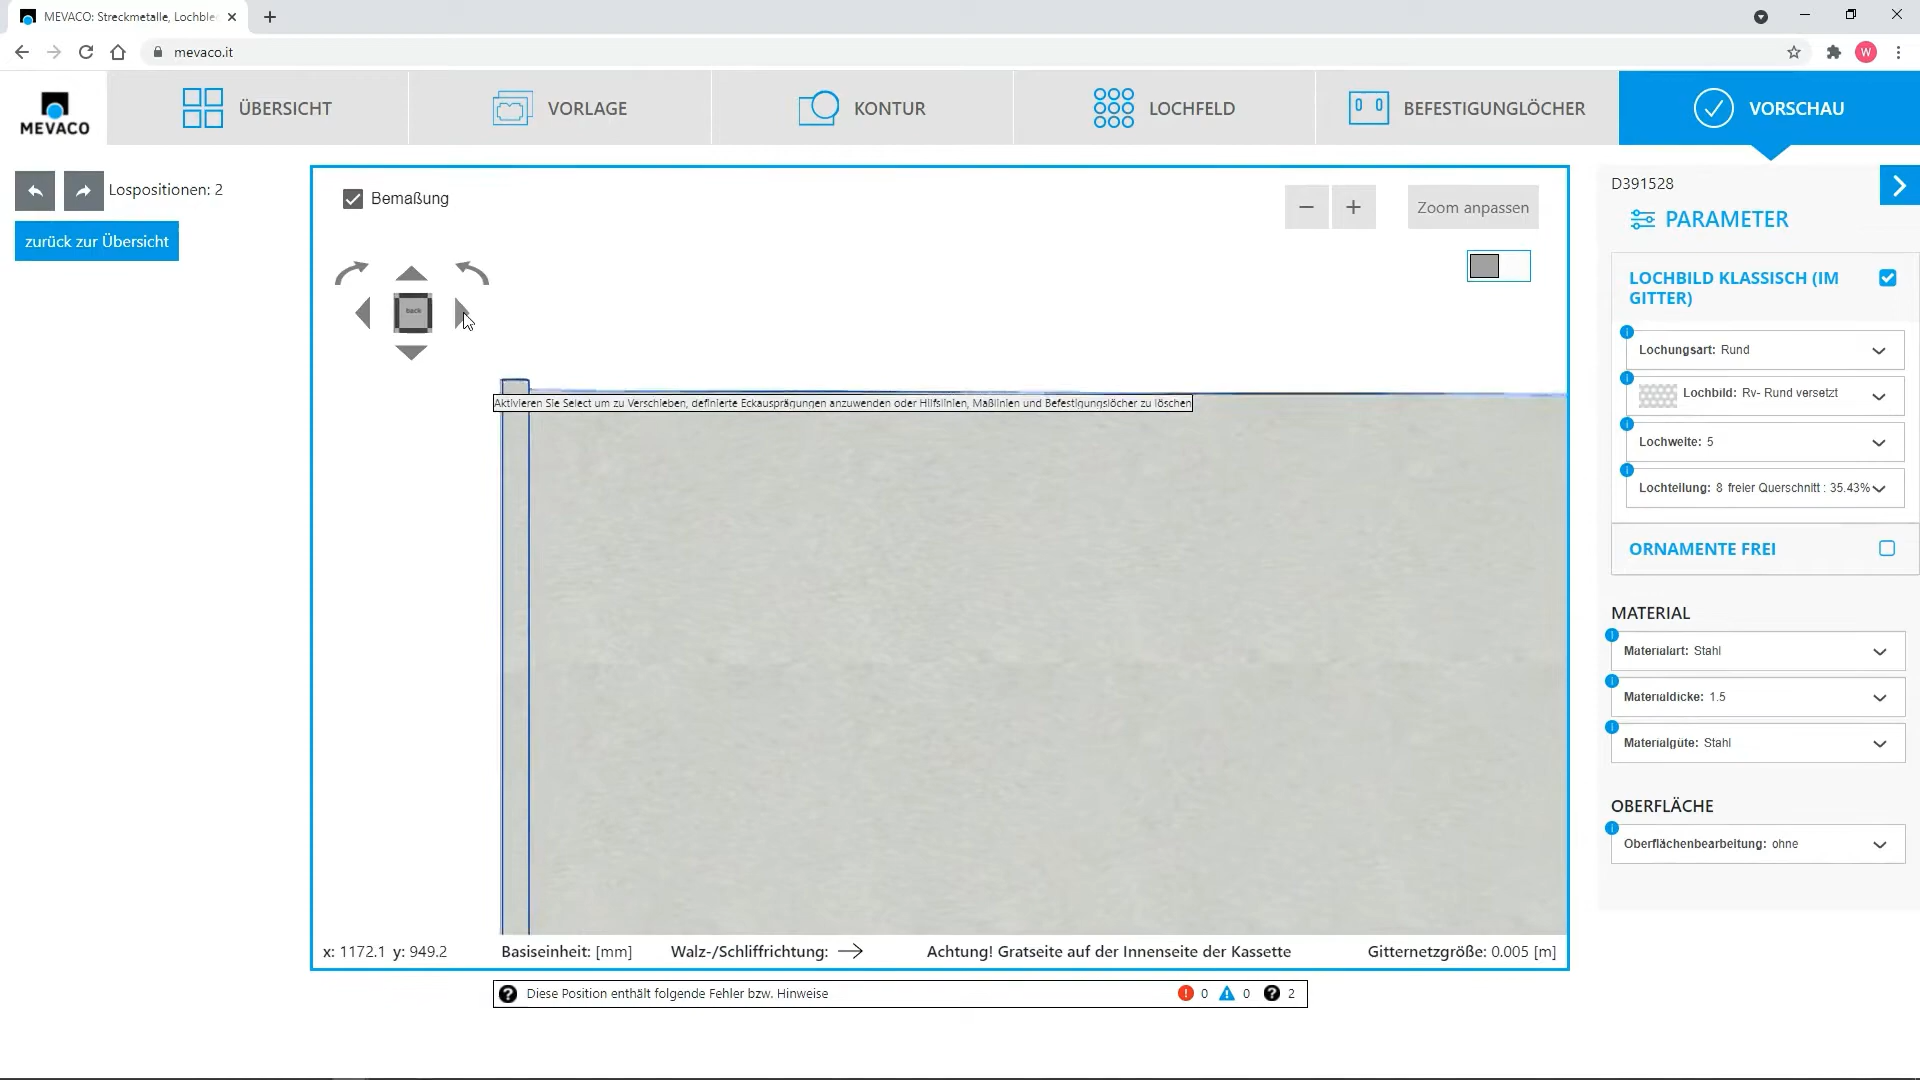 MEVACO: Streckmetalle, Lochble
mevaco.it
W
MEVACO
ÜBERSICHT
VORLAGE
KONTUR
LOCHFELD
BEFESTIGUNGLÖCHER
VORSCHAU
Lospositionen: 2
zurück zur Übersicht
Bemaßung
Zoom anpassen
back
Aktivieren Sie Select um zu Verschieben, definierte Eckausprägungen anzuwenden oder Hilfslinien, Maßlinien und Befestigungslöcher zu löschen
x: 1172.1 y: 949.2
Basiseinheit: [mm]
Walz-/Schliffrichtung:
Achtung! Gratseite auf der Innenseite der Kassette
Gitternetzgröße: 0.005 [m]
Diese Position enthält folgende Fehler bzw. Hinweise
0 0 2
D391528
PARAMETER
LOCHBILD KLASSISCH (IM
GITTER)
Lochungsart: Rund
Lochbild: Rv- Rund versetzt
Lochweite: 5
Lochteilung: 8 freier Querschnitt : 35.43%
ORNAMENTE FREI
MATERIAL
Materialart: Stahl
Materialdicke: 1.5
Materialgüte: Stahl
OBERFLÄCHE
Oberflächenbearbeitung: ohne